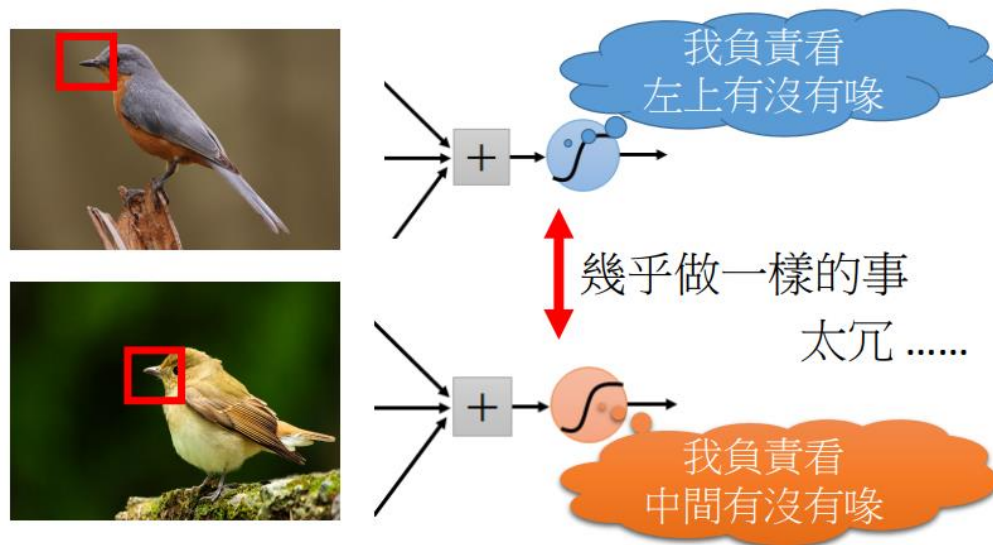 我負責看
左上有沒有喙
+
幾乎做一樣的事
太冗 ......
+
我負責看
中間有沒有喙